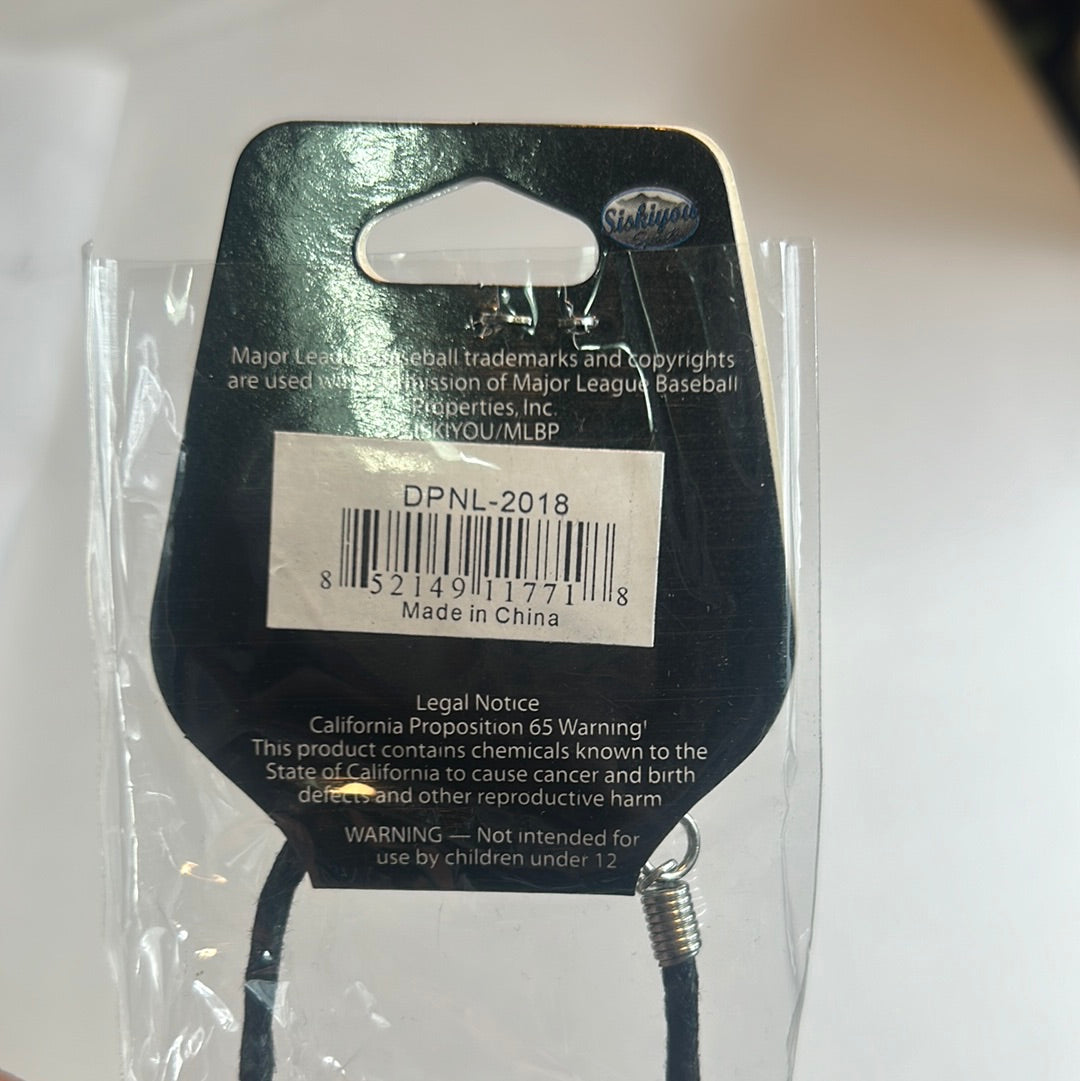 Siskiyou
Major League Baseball trademarks and copyrights
are used with permission of Major League Baseball
Properties, Inc.
SISKIYOU/MLBP
DPNL-2018
8 52149 11771 8
Made in China
Legal Notice
California Proposition 65 Warning!
This product contains chemicals known to the
State of California to cause cancer and birth
defects and other reproductive harm
WARNING — Not intended for
use by children under 12